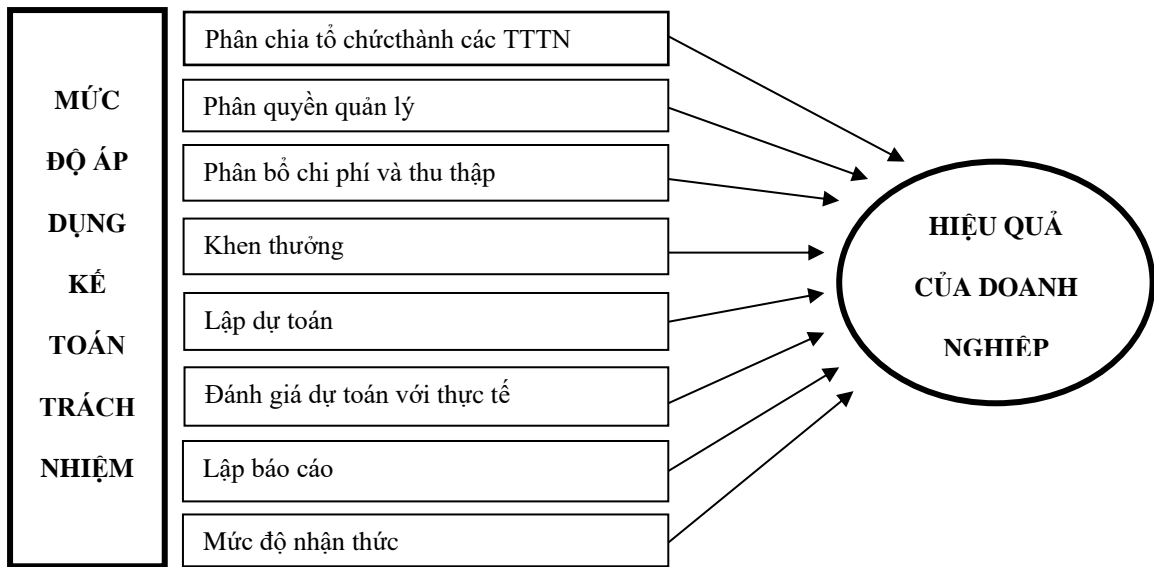 MỨC
ĐỘ ÁP
DỤNG
KẾ
TOÁN
TRÁCH
NHIỆM
Phân chia tổ chứcthành các TTTN
Phân quyền quản lý
Phân bổ chi phí và thu thập
Khen thưởng
Lập dự toán
Đánh giá dự toán với thực tế
Lập báo cáo
Mức độ nhận thức
HIỆU QUẢ
CỦA DOANH
NGHIỆP